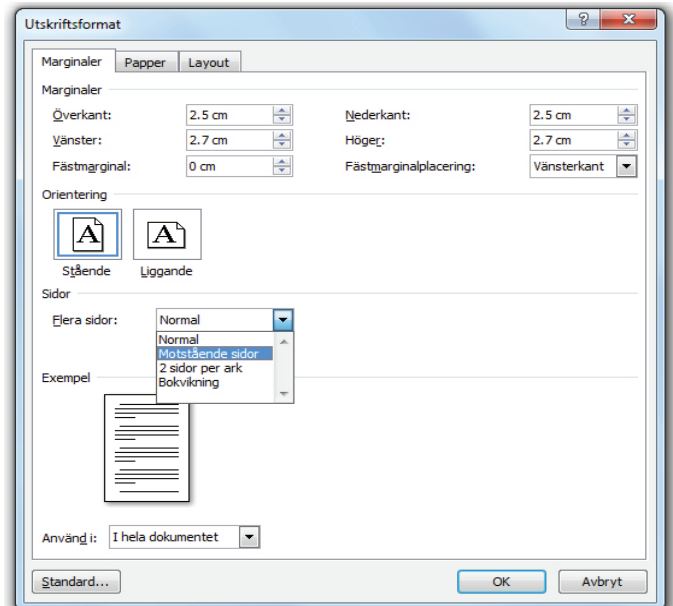 Utskriftsformat
Marginaler Papper Layout
Marginaler
Överkant: 2.5 cm Nederkant: 2.5 cm
Vänster: 2.7 cm Höger: 2.7 cm
Fästmarginal: 0 cm Fästmarginalplacering: Vänsterkant
Orientering
A A
Stående Liggande
Sidor
Flera sidor: Normal
Normal
Motstående sidor
2 sidor per ark
Bokvikning
Exempel
Använd i: I hela dokumentet
Standard... OK Avbryt